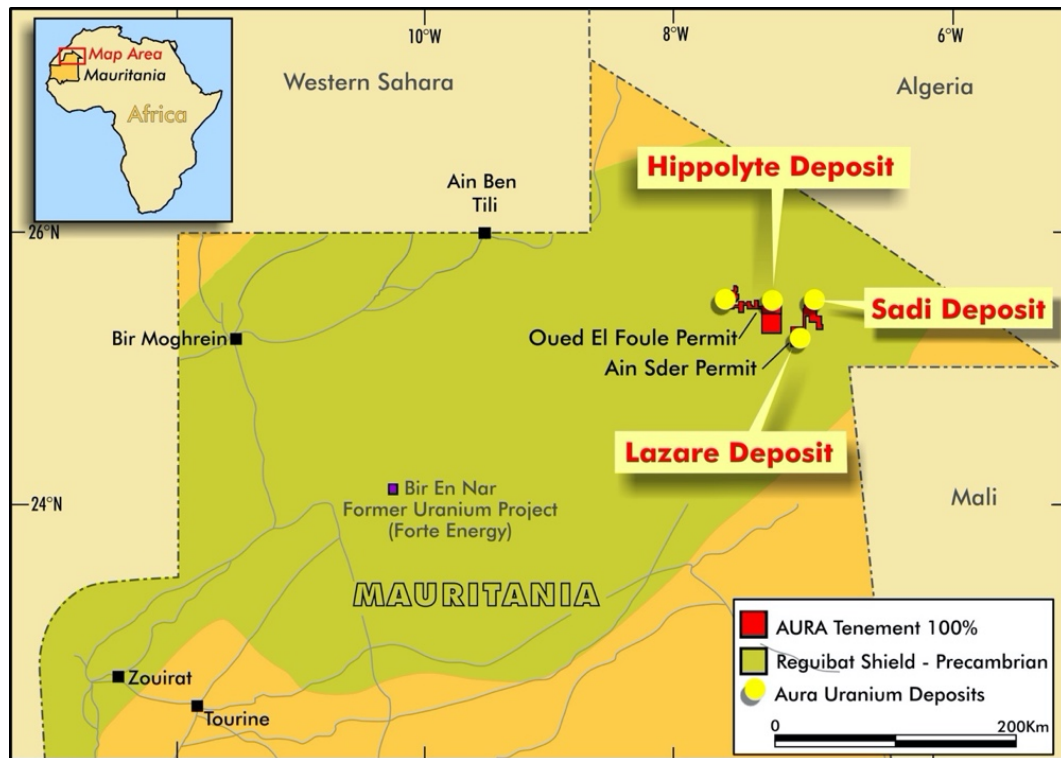 Map Area
Mauritania
Africa
10°W
8°W
6°W
Western Sahara
Algeria
Hippolyte Deposit
Ain Ben
Tili
26°N
Sadi Deposit
Bir Moghrein
Oued El Foule Permit
Ain Sder Permit
Lazare Deposit
24°N
Bir En Nar
Former Uranium Project
(Forte Energy)
Mali
MAURITANIA
AURA Tenement 100%
Reguibat Shield - Precambrian
Aura Uranium Deposits
Zouirat
Tourine
0
200Km